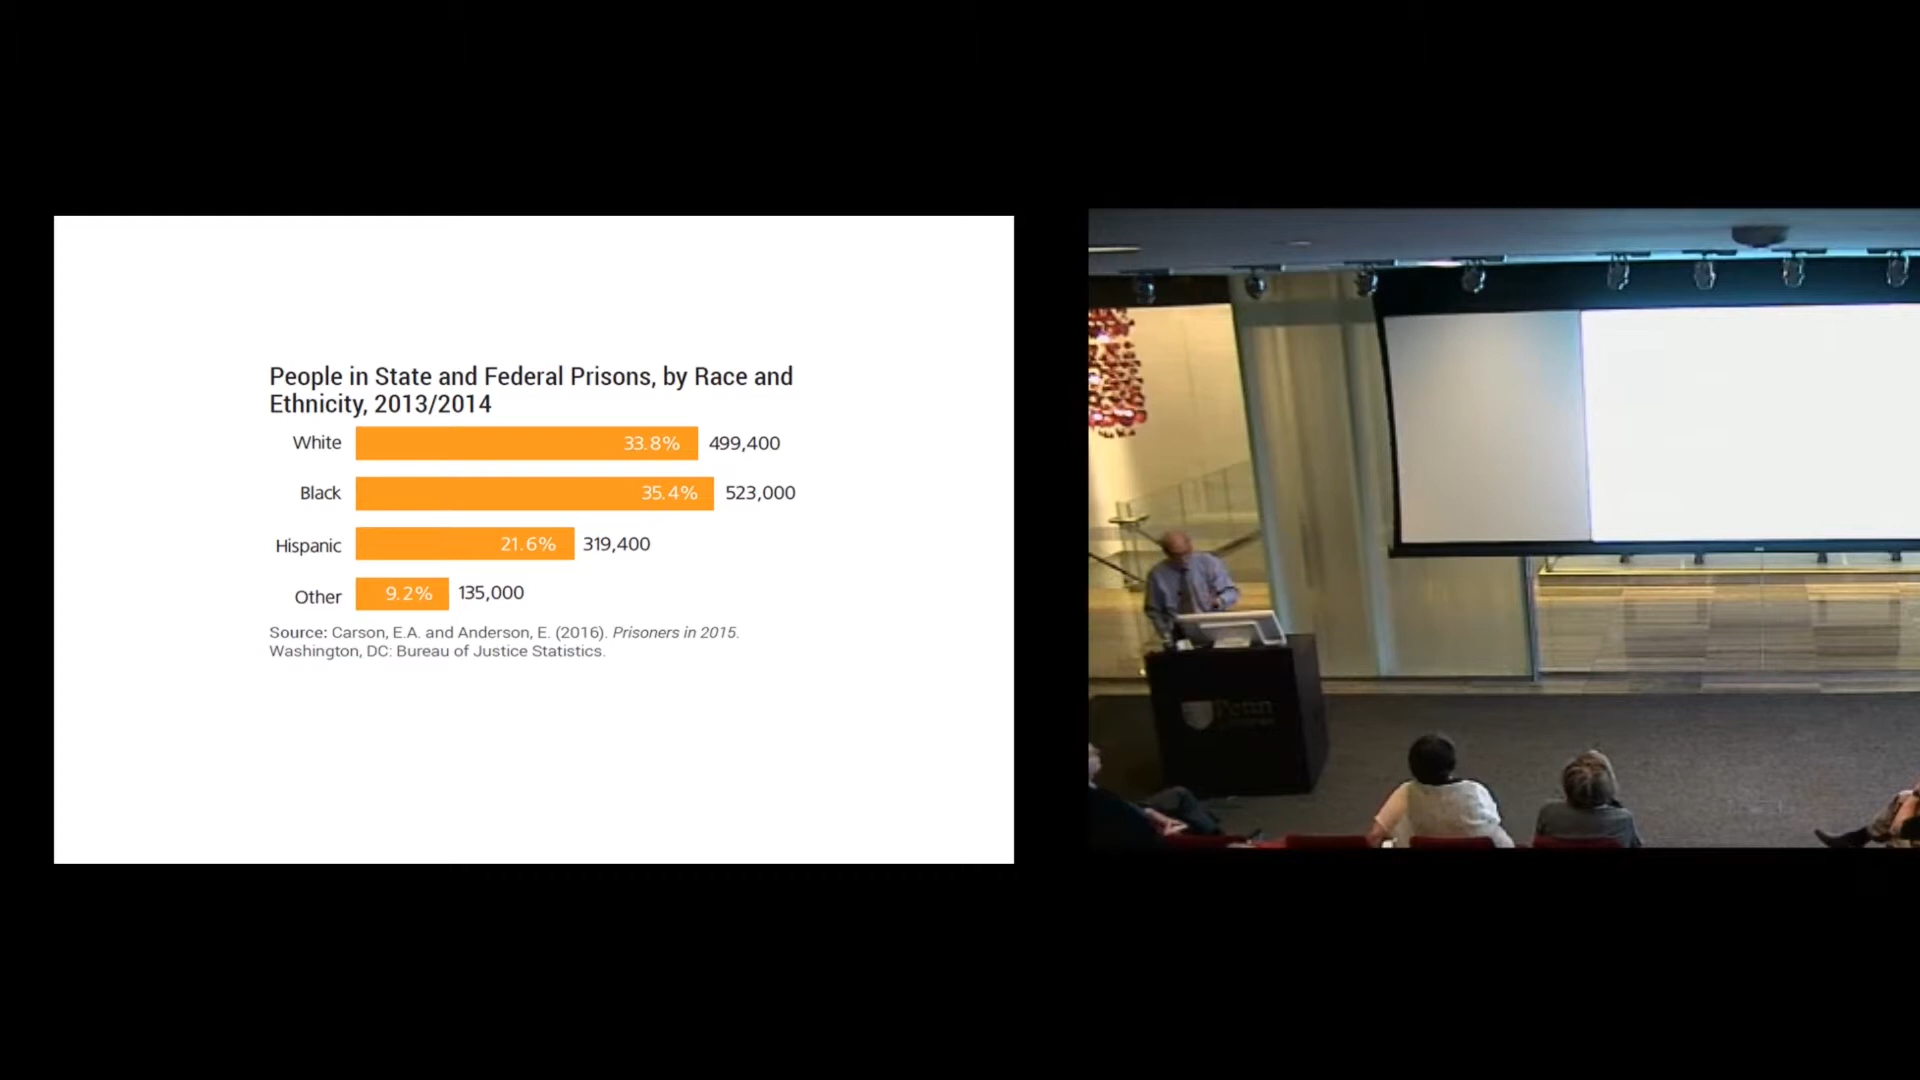 People in State and Federal Prisons, by Race and
Ethnicity, 2013/2014
White 33.8% 499,400
Black 35.4% 523,000
Hispanic 21.6% 319,400
Other 9.2% 135,000
Source: Carson, E.A. and Anderson, E. (2016). Prisoners in 2015.
Washington, DC: Bureau of Justice Statistics.
Penn